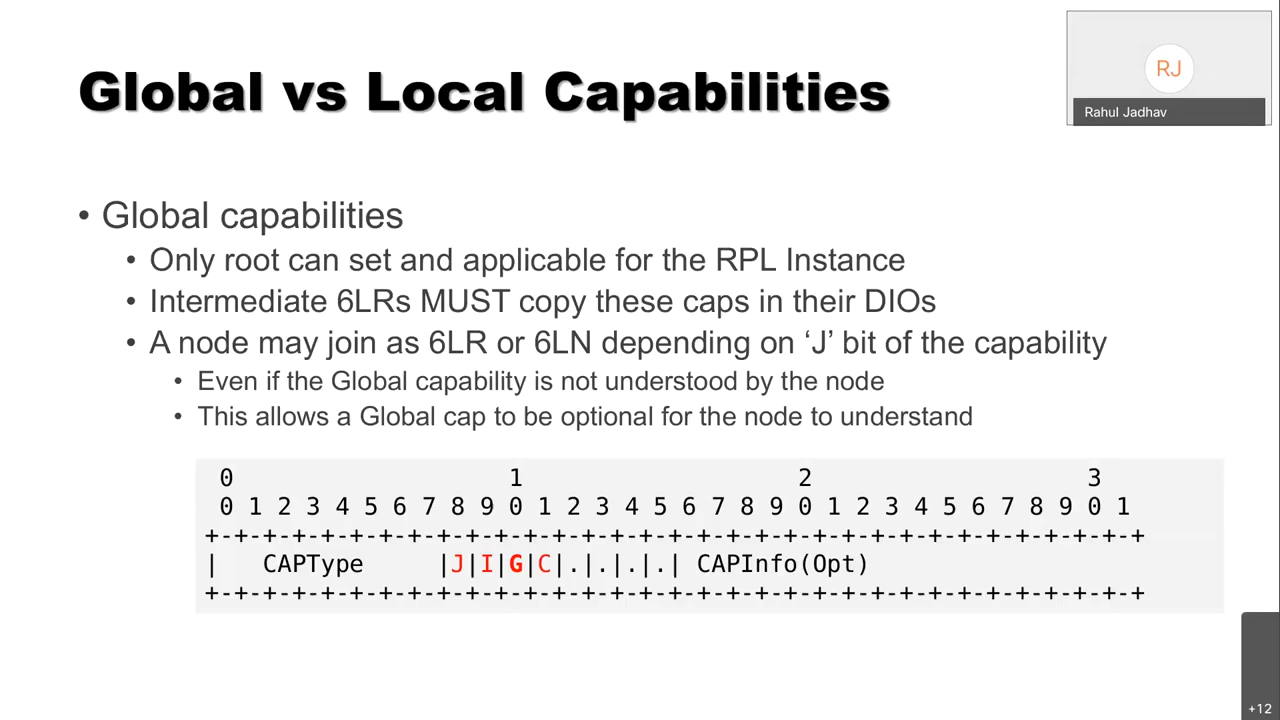 Global vs Local Capabilities
RJ
Rahul Jadhav
• Global capabilities
• Only root can set and applicable for the RPL Instance
• Intermediate 6LRs MUST copy these caps in their DIOs
• A node may join as 6LR or 6LN depending on ‘J’ bit of the capability
• Even if the Global capability is not understood by the node
• This allows a Global cap to be optional for the node to understand
 0                   1                   2                   3
 0 1 2 3 4 5 6 7 8 9 0 1 2 3 4 5 6 7 8 9 0 1 2 3 4 5 6 7 8 9 0 1
+-+-+-+-+-+-+-+-+-+-+-+-+-+-+-+-+-+-+-+-+-+-+-+-+-+-+-+-+-+-+-+-+
|   CAPType     |J|I|G|C|.|.|.|.| CAPInfo(Opt)
+-+-+-+-+-+-+-+-+-+-+-+-+-+-+-+-+-+-+-+-+-+-+-+-+-+-+-+-+-+-+-+-+
+12